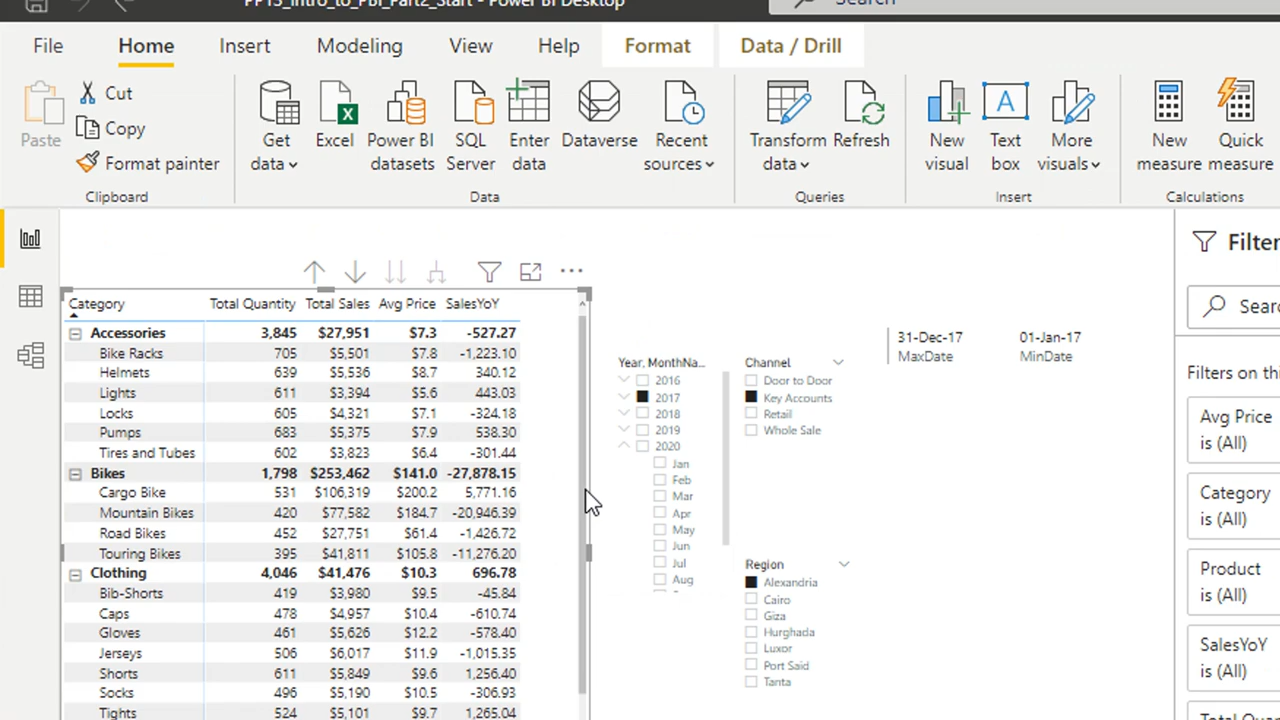 PP15_Intro_to_PBI_Part2_Start - Power BI Desktop
Search
File Home Insert Modeling View Help Format Data / Drill
Paste
Cut
Copy
Format painter
Clipboard
Get data
Excel
Power BI datasets
SQL Server
Enter data
Dataverse
Recent sources
Data
Transform data
Refresh
Queries
New visual
Text box
More visuals
Insert
New measure
Quick measure
Calculations
Category Total Quantity Total Sales Avg Price SalesYoY
Accessories 3,845 $27,951 $7.3 -527.27
Bike Racks 705 $5,501 $7.8 -1,223.10
Helmets 639 $5,536 $8.7 340.12
Lights 611 $3,394 $5.6 443.03
Locks 605 $4,321 $7.1 -324.18
Pumps 683 $5,375 $7.9 538.30
Tires and Tubes 602 $3,823 $6.4 -301.44
Bikes 1,798 $253,462 $141.0 -27,878.15
Cargo Bike 531 $106,319 $200.2 5,771.16
Mountain Bikes 420 $77,582 $184.7 -20,946.39
Road Bikes 452 $27,751 $61.4 -1,426.72
Touring Bikes 395 $41,811 $105.8 -11,276.20
Clothing 4,046 $41,476 $10.3 696.78
Bib-Shorts 419 $3,980 $9.5 -45.84
Caps 478 $4,957 $10.4 -610.74
Gloves 461 $5,626 $12.2 -578.40
Jerseys 506 $6,017 $11.9 -1,015.35
Shorts 611 $5,849 $9.6 1,256.40
Socks 496 $5,190 $10.5 -306.93
Tights 524 $5,101 $9.7 1,265.04
Year, MonthNa...
2016
2017
2018
2019
2020
Jan
Feb
Mar
Apr
May
Jun
Jul
Aug
Channel
Door to Door
Key Accounts
Retail
Whole Sale
Region
Alexandria
Cairo
Giza
Hurghada
Luxor
Port Said
Tanta
31-Dec-17
MaxDate
01-Jan-17
MinDate
Filter
Sear
Filters on thi
Avg Price
is (All)
Category
is (All)
Product
is (All)
SalesYoY
is (All)